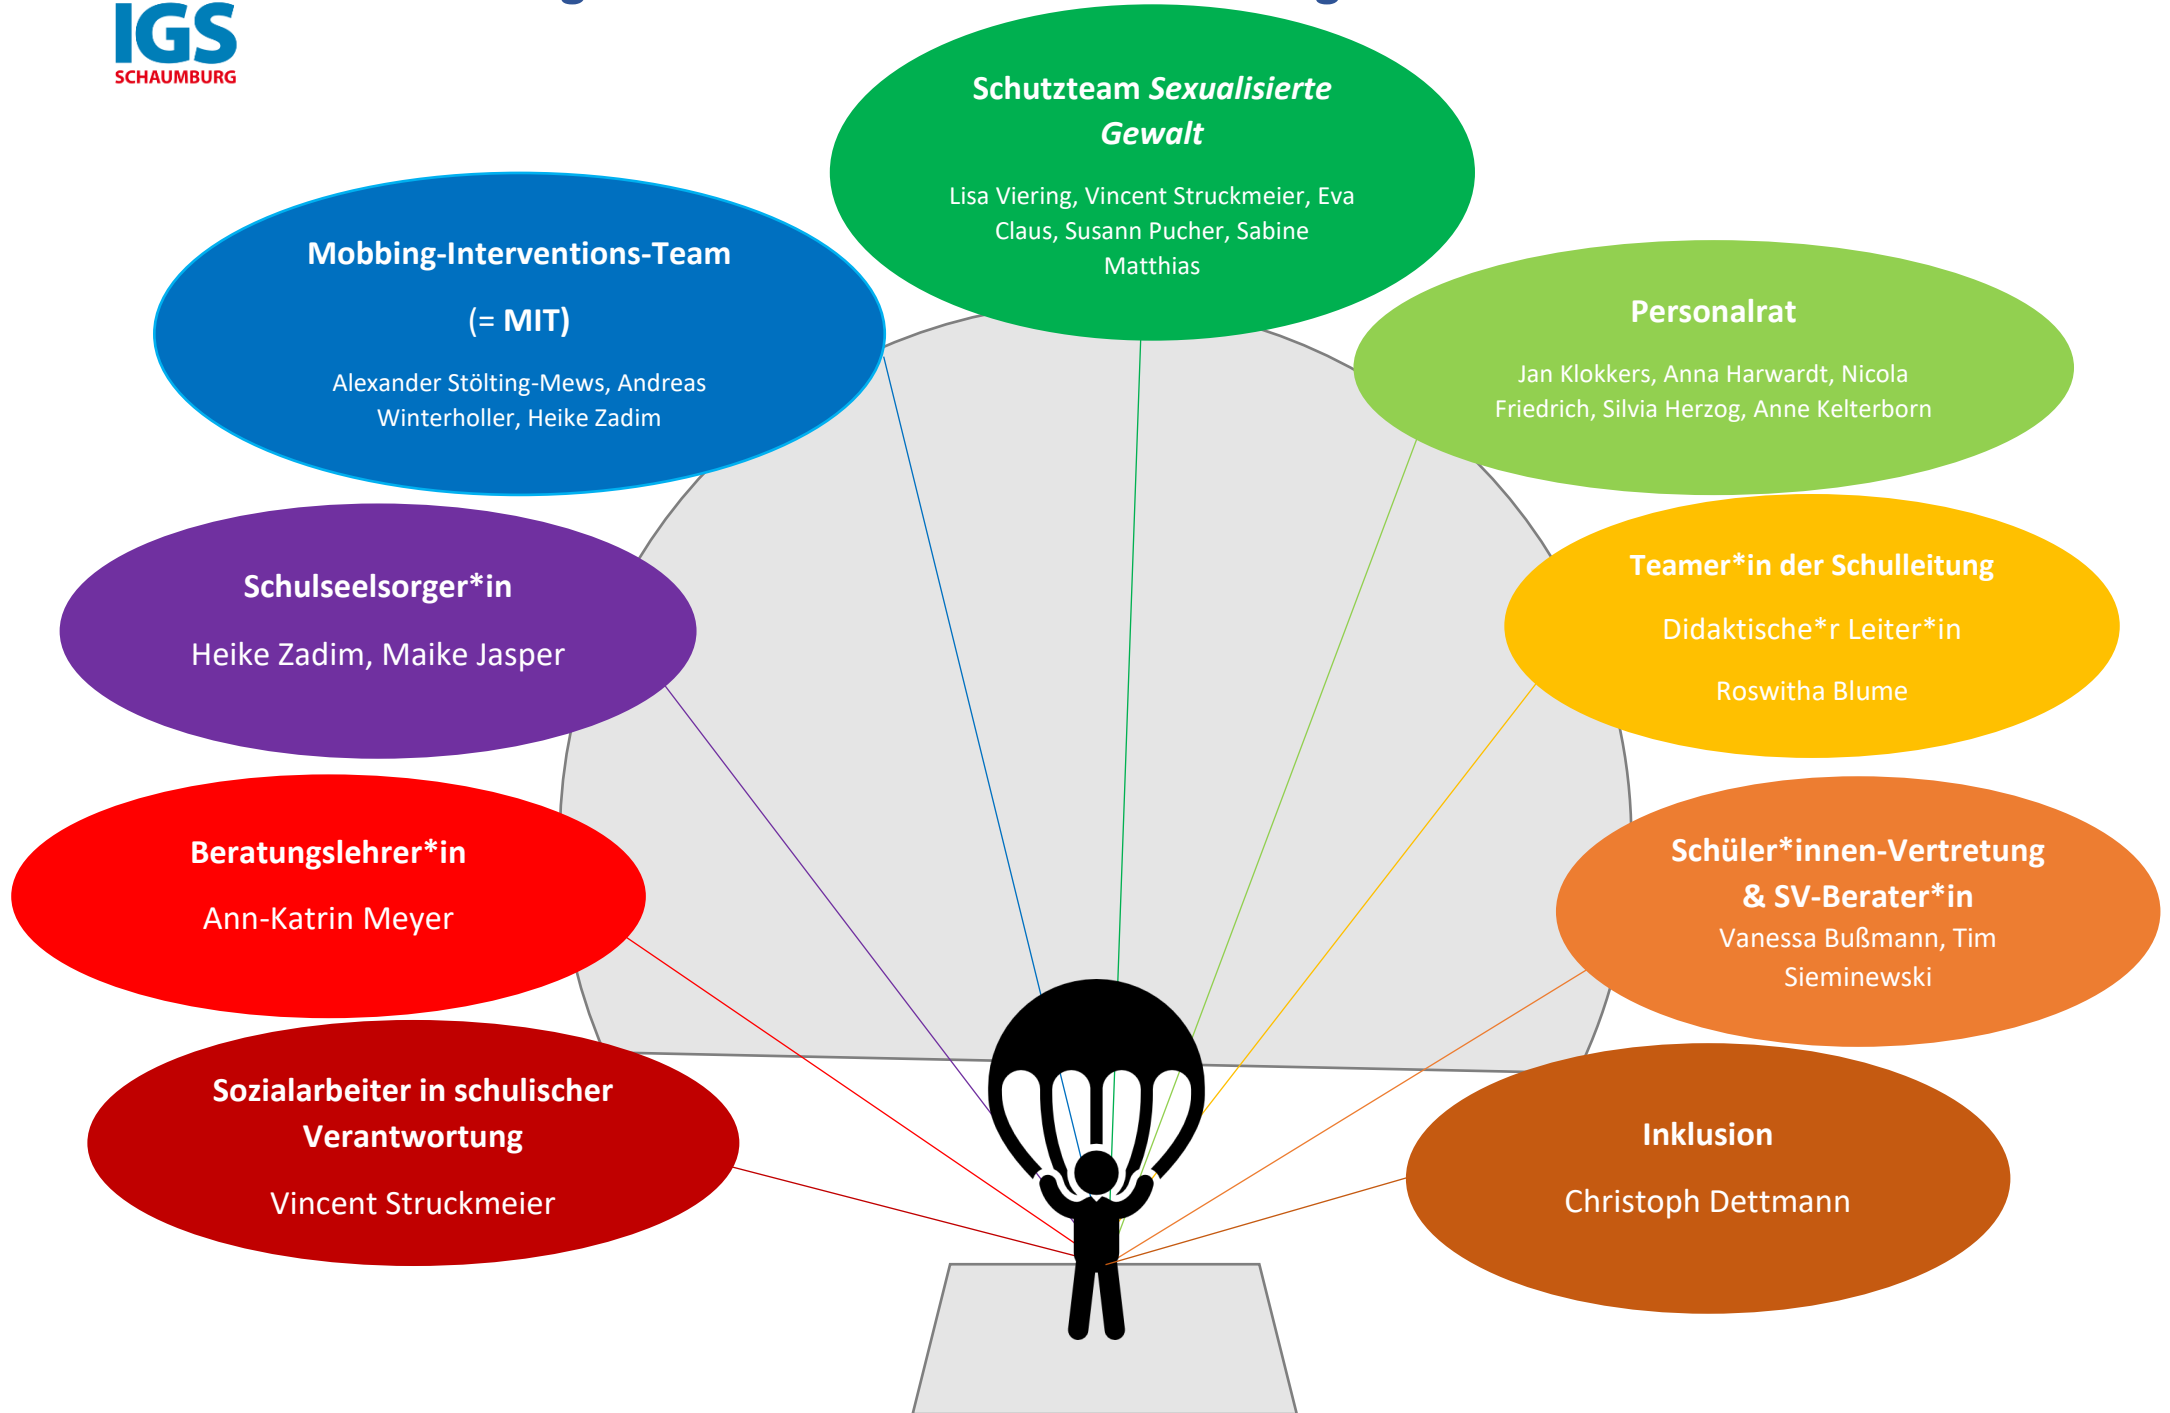 IGS
SCHAUMBURG
Schutzteam Sexualisierte
Gewalt
Lisa Viering, Vincent Struckmeier, Eva
Claus, Susann Pucher, Sabine
Matthias
Mobbing-Interventions-Team
(= MIT)
Alexander Stölting-Mews, Andreas
Winterholler, Heike Zadim
Personalrat
Jan Klokkers, Anna Harwardt, Nicola
Friedrich, Silvia Herzog, Anne Kelterborn
Schulseelsorger*in
Heike Zadim, Maike Jasper
Teamer*in der Schulleitung
Didaktische*r Leiter*in
Roswitha Blume
Beratungslehrer*in
Ann-Katrin Meyer
Schüler*innen-Vertretung
& SV-Berater*in
Vanessa Bußmann, Tim
Sieminewski
Sozialarbeiter in schulischer
Verantwortung
Vincent Struckmeier
Inklusion
Christoph Dettmann